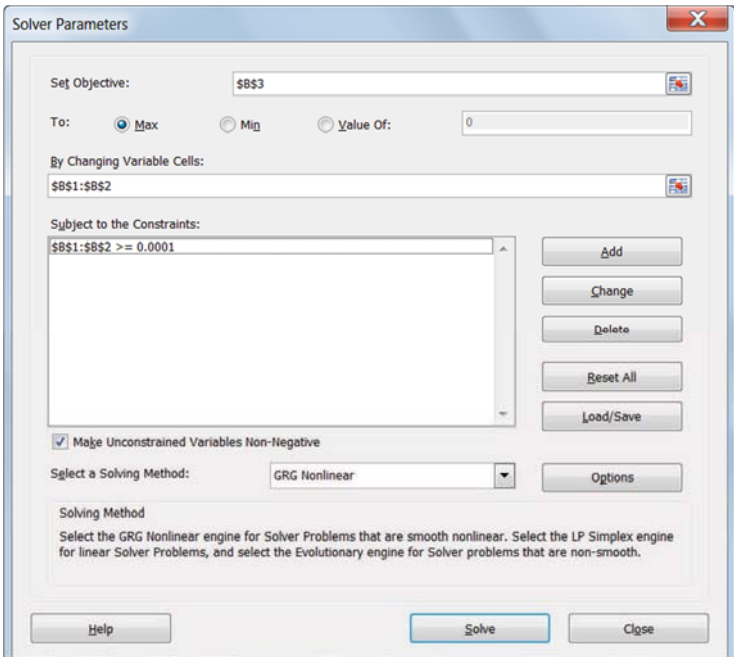 Solver Parameters
Set Objective:
$B$3
To:
Max
Min
Value Of:
0
By Changing Variable Cells:
$B$1:$B$2
Subject to the Constraints:
$B$1:$B$2 >= 0.0001
Add
Change
Delete
Reset All
Load/Save
Make Unconstrained Variables Non-Negative
Select a Solving Method:
GRG Nonlinear
Options
Solving Method
Select the GRG Nonlinear engine for Solver Problems that are smooth nonlinear. Select the LP Simplex engine
for linear Solver Problems, and select the Evolutionary engine for Solver problems that are non-smooth.
Help
Solve
Close